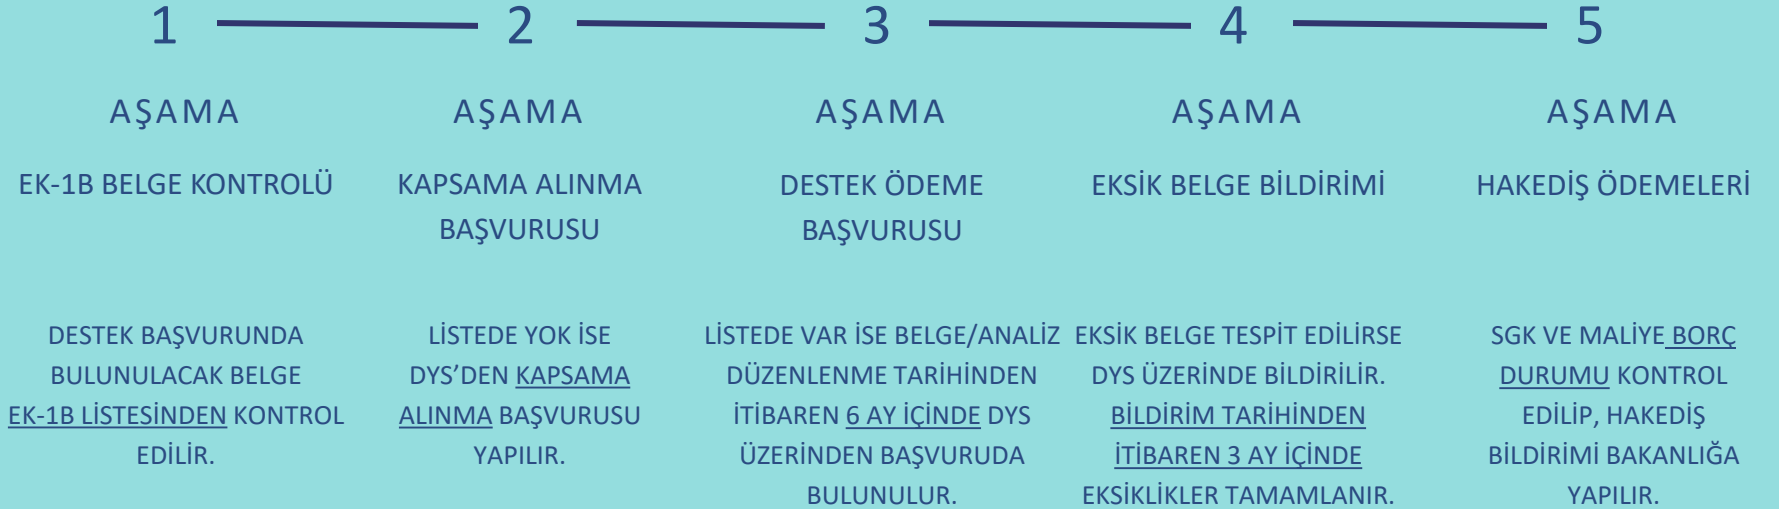 1
AŞAMA
EK-1B BELGE KONTROLÜ
DESTEK BAŞVURUNDA
BULUNULACAK BELGE
EK-1B LİSTESİNDEN KONTROL
EDİLİR.
2
AŞAMA
KAPSAMA ALINMA
BAŞVURUSU
LİSTEDE YOK İSE
DYS’DEN KAPSAMA
ALINMA BAŞVURUSU
YAPILIR.
3
AŞAMA
DESTEK ÖDEME
BAŞVURUSU
LİSTEDE VAR İSE BELGE/ANALİZ
DÜZENLENME TARİHİNDEN
İTİBAREN 6 AY İÇİNDE DYS
ÜZERİNDEN BAŞVURUDA
BULUNULUR.
4
AŞAMA
EKSİK BELGE BİLDİRİMİ
EKSİK BELGE TESPİT EDİLİRSE
DYS ÜZERİNDE BİLDİRİLİR.
BİLDİRİM TARİHİNDEN
İTİBAREN 3 AY İÇİNDE
EKSİKLİKLER TAMAMLANIR.
5
AŞAMA
HAKEDİŞ ÖDEMELERİ
SGK VE MALİYE BORÇ
DURUMU KONTROL
EDİLİP, HAKEDİŞ
BİLDİRİMİ BAKANLIĞA
YAPILIR.